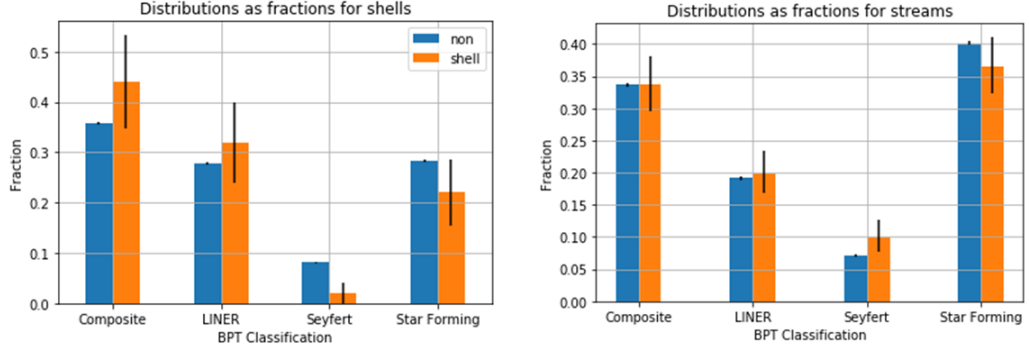 Distributions as fractions for shells
Fraction
0.5
0.4
0.3
0.2
0.1
0.0
non
shell
Composite
LINER
Seyfert
Star Forming
BPT Classification
Distributions as fractions for streams
Fraction
0.40
0.35
0.30
0.25
0.20
0.15
0.10
0.05
0.00
Composite
LINER
Seyfert
Star Forming
BPT Classification